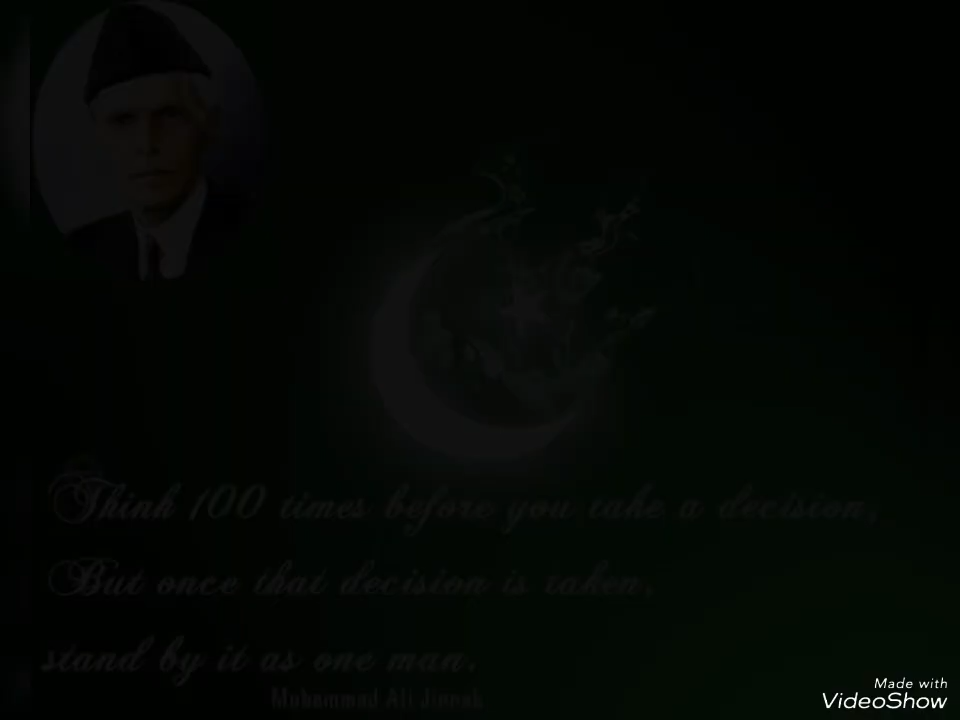 Think 100 times before you take a decision,
But once that decision is taken,
stand by it as one man.
Muhammad Ali Jinnah
Made with
VideoShow